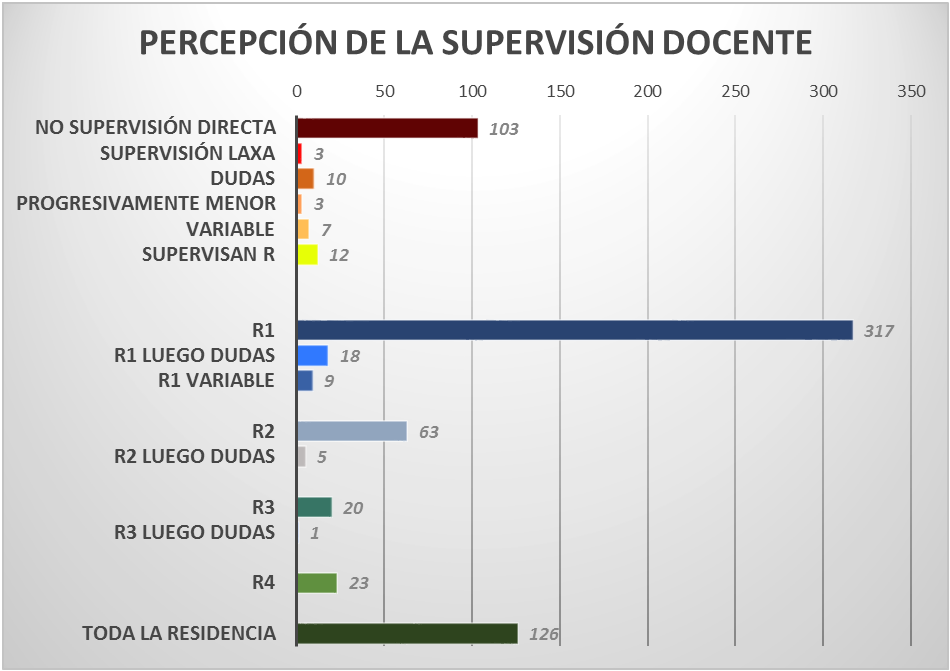 PERCEPCIÓN DE LA SUPERVISIÓN DOCENTE
0 50 100 150 200 250 300 350
NO SUPERVISIÓN DIRECTA 103
SUPERVISIÓN LAXA 3
DUDAS 10
PROGRESIVAMENTE MENOR 3
VARIABLE 7
SUPERVISAN R 12
R1 317
R1 LUEGO DUDAS 18
R1 VARIABLE 9
R2 63
R2 LUEGO DUDAS 5
R3 20
R3 LUEGO DUDAS 1
R4 23
TODA LA RESIDENCIA 126